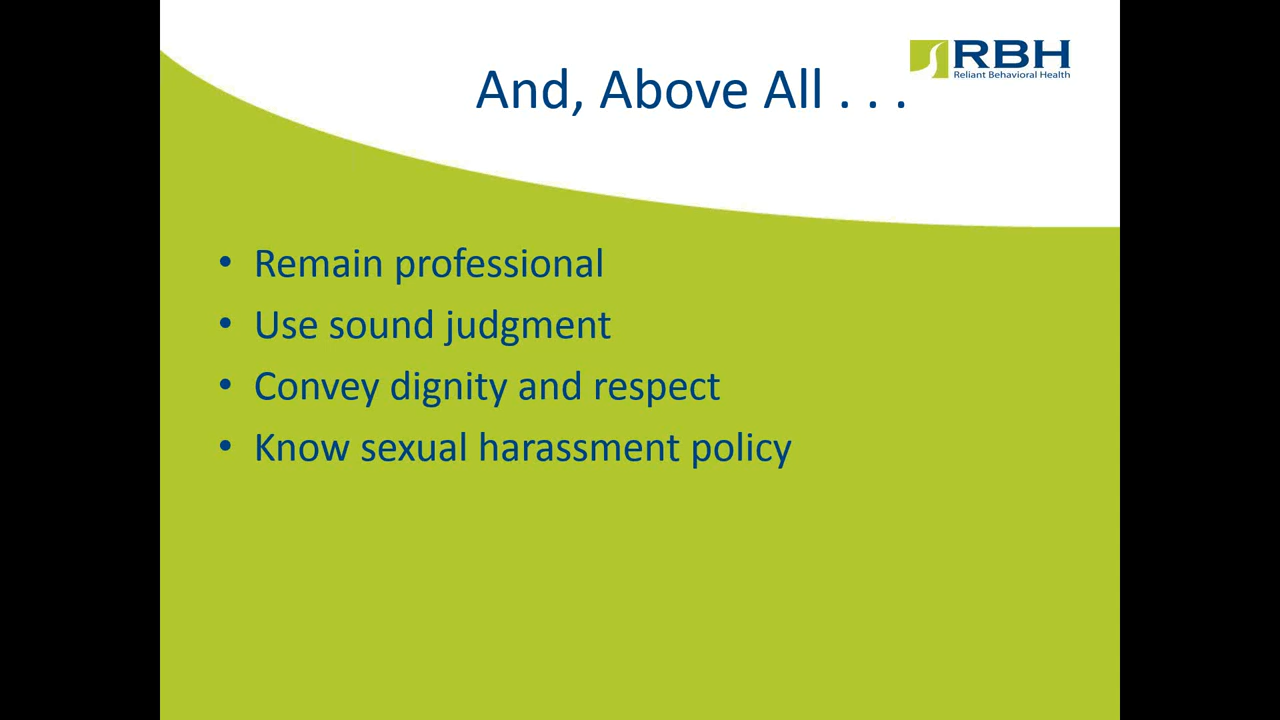 RBH
Reliant Behavioral Health
And, Above All . . .
• Remain professional
• Use sound judgment
• Convey dignity and respect
• Know sexual harassment policy